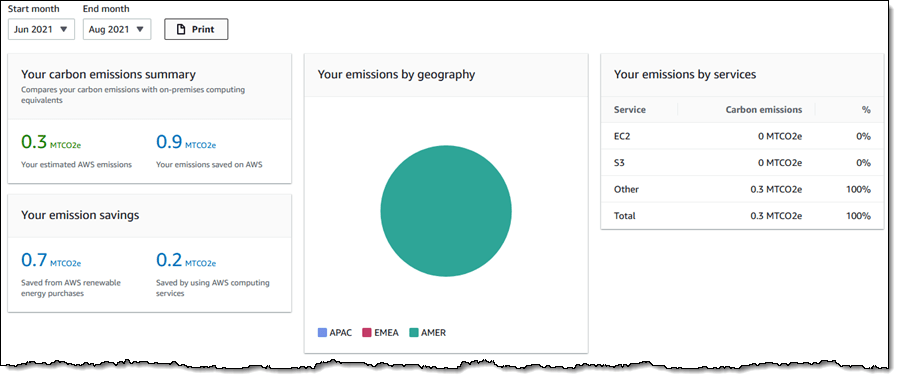 Start month
End month
Jun 2021
Aug 2021
Print
Your carbon emissions summary
Compares your carbon emissions with on-premises computing
equivalents
0.3 MTCO2e
0.9 MTCO2e
Your estimated AWS emissions
Your emissions saved on AWS
Your emission savings
0.7 MTCO2e
0.2 MTCO2e
Saved from AWS renewable
energy purchases
Saved by using AWS computing
services
Your emissions by geography
APAC
EMEA
AMER
Your emissions by services
Service Carbon emissions %
EC2 0 MTCO2e 0%
S3 0 MTCO2e 0%
Other 0.3 MTCO2e 100%
Total 0.3 MTCO2e 100%